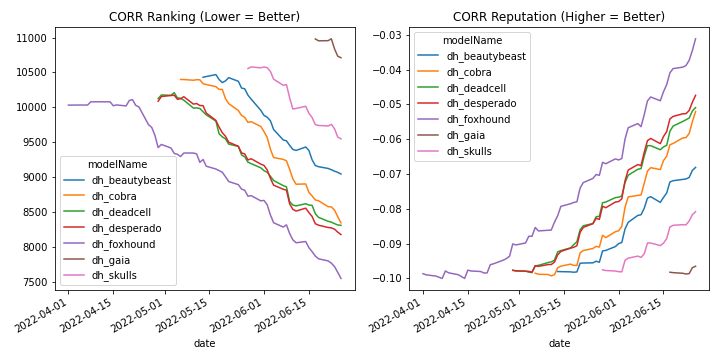 CORR Ranking (Lower = Better)
11000
10500
10000
9500
9000
8500
8000
7500
modelName
dh_beautybeast
dh_cobra
dh_deadcell
dh_desperado
dh_foxhound
dh_gaia
dh_skulls
2022-04-01
2022-04-15
2022-05-01
2022-05-15
2022-06-01
2022-06-15
date
CORR Reputation (Higher = Better)
−0.03
−0.04
−0.05
−0.06
−0.07
−0.08
−0.09
−0.10
modelName
dh_beautybeast
dh_cobra
dh_deadcell
dh_desperado
dh_foxhound
dh_gaia
dh_skulls
2022-04-01
2022-04-15
2022-05-01
2022-05-15
2022-06-01
2022-06-15
date